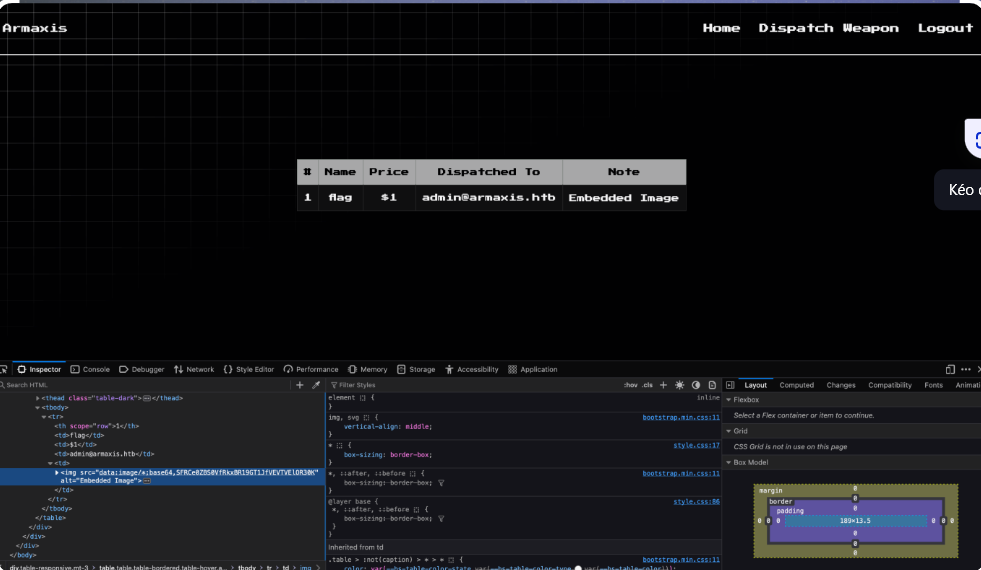 Armaxis
Home Dispatch Weapon Logout
# Name Price Dispatched To Note
1 flag $1 admin@armaxis.htb Embedded Image
Kéo
Inspector Console Debugger Network Style Editor Performance Memory Storage Accessibility Application
Search HTML
<thead class="table-dark"></thead>
<tbody>
<tr>
<th scope="row">1</th>
<td>flag</td>
<td>$1</td>
<td>admin@armaxis.htb</td>
<td>
alt="Embedded Image">
</td>
</tr>
</tbody>
</table>
</div>
</div>
</div>
</body>
div.table-responsive.mt-3 table.table.table-bordered.table-hover.a… tbody tr td img
Filter Styles :hov .cls
element { inline
}
img, svg { bootstrap.min.css:11
vertical-align: middle;
}
* { style.css:17
box-sizing: border-box;
}
*, ::after, ::before { bootstrap.min.css:11
box-sizing: border-box;
}
@layer base { style.css:86
*, ::after, ::before {
box-sizing: border-box;
}
}
Inherited from td
.table > :not(caption) > * > * { bootstrap.min.css:11
Layout Computed Changes Compatibility Fonts Animati
Flexbox
Select a Flex container or item to continue.
Grid
CSS Grid is not in use on this page
Box Model
margin 0
border 0
padding 0
0 0 0 189×13.5 0 0 0
0
0
0